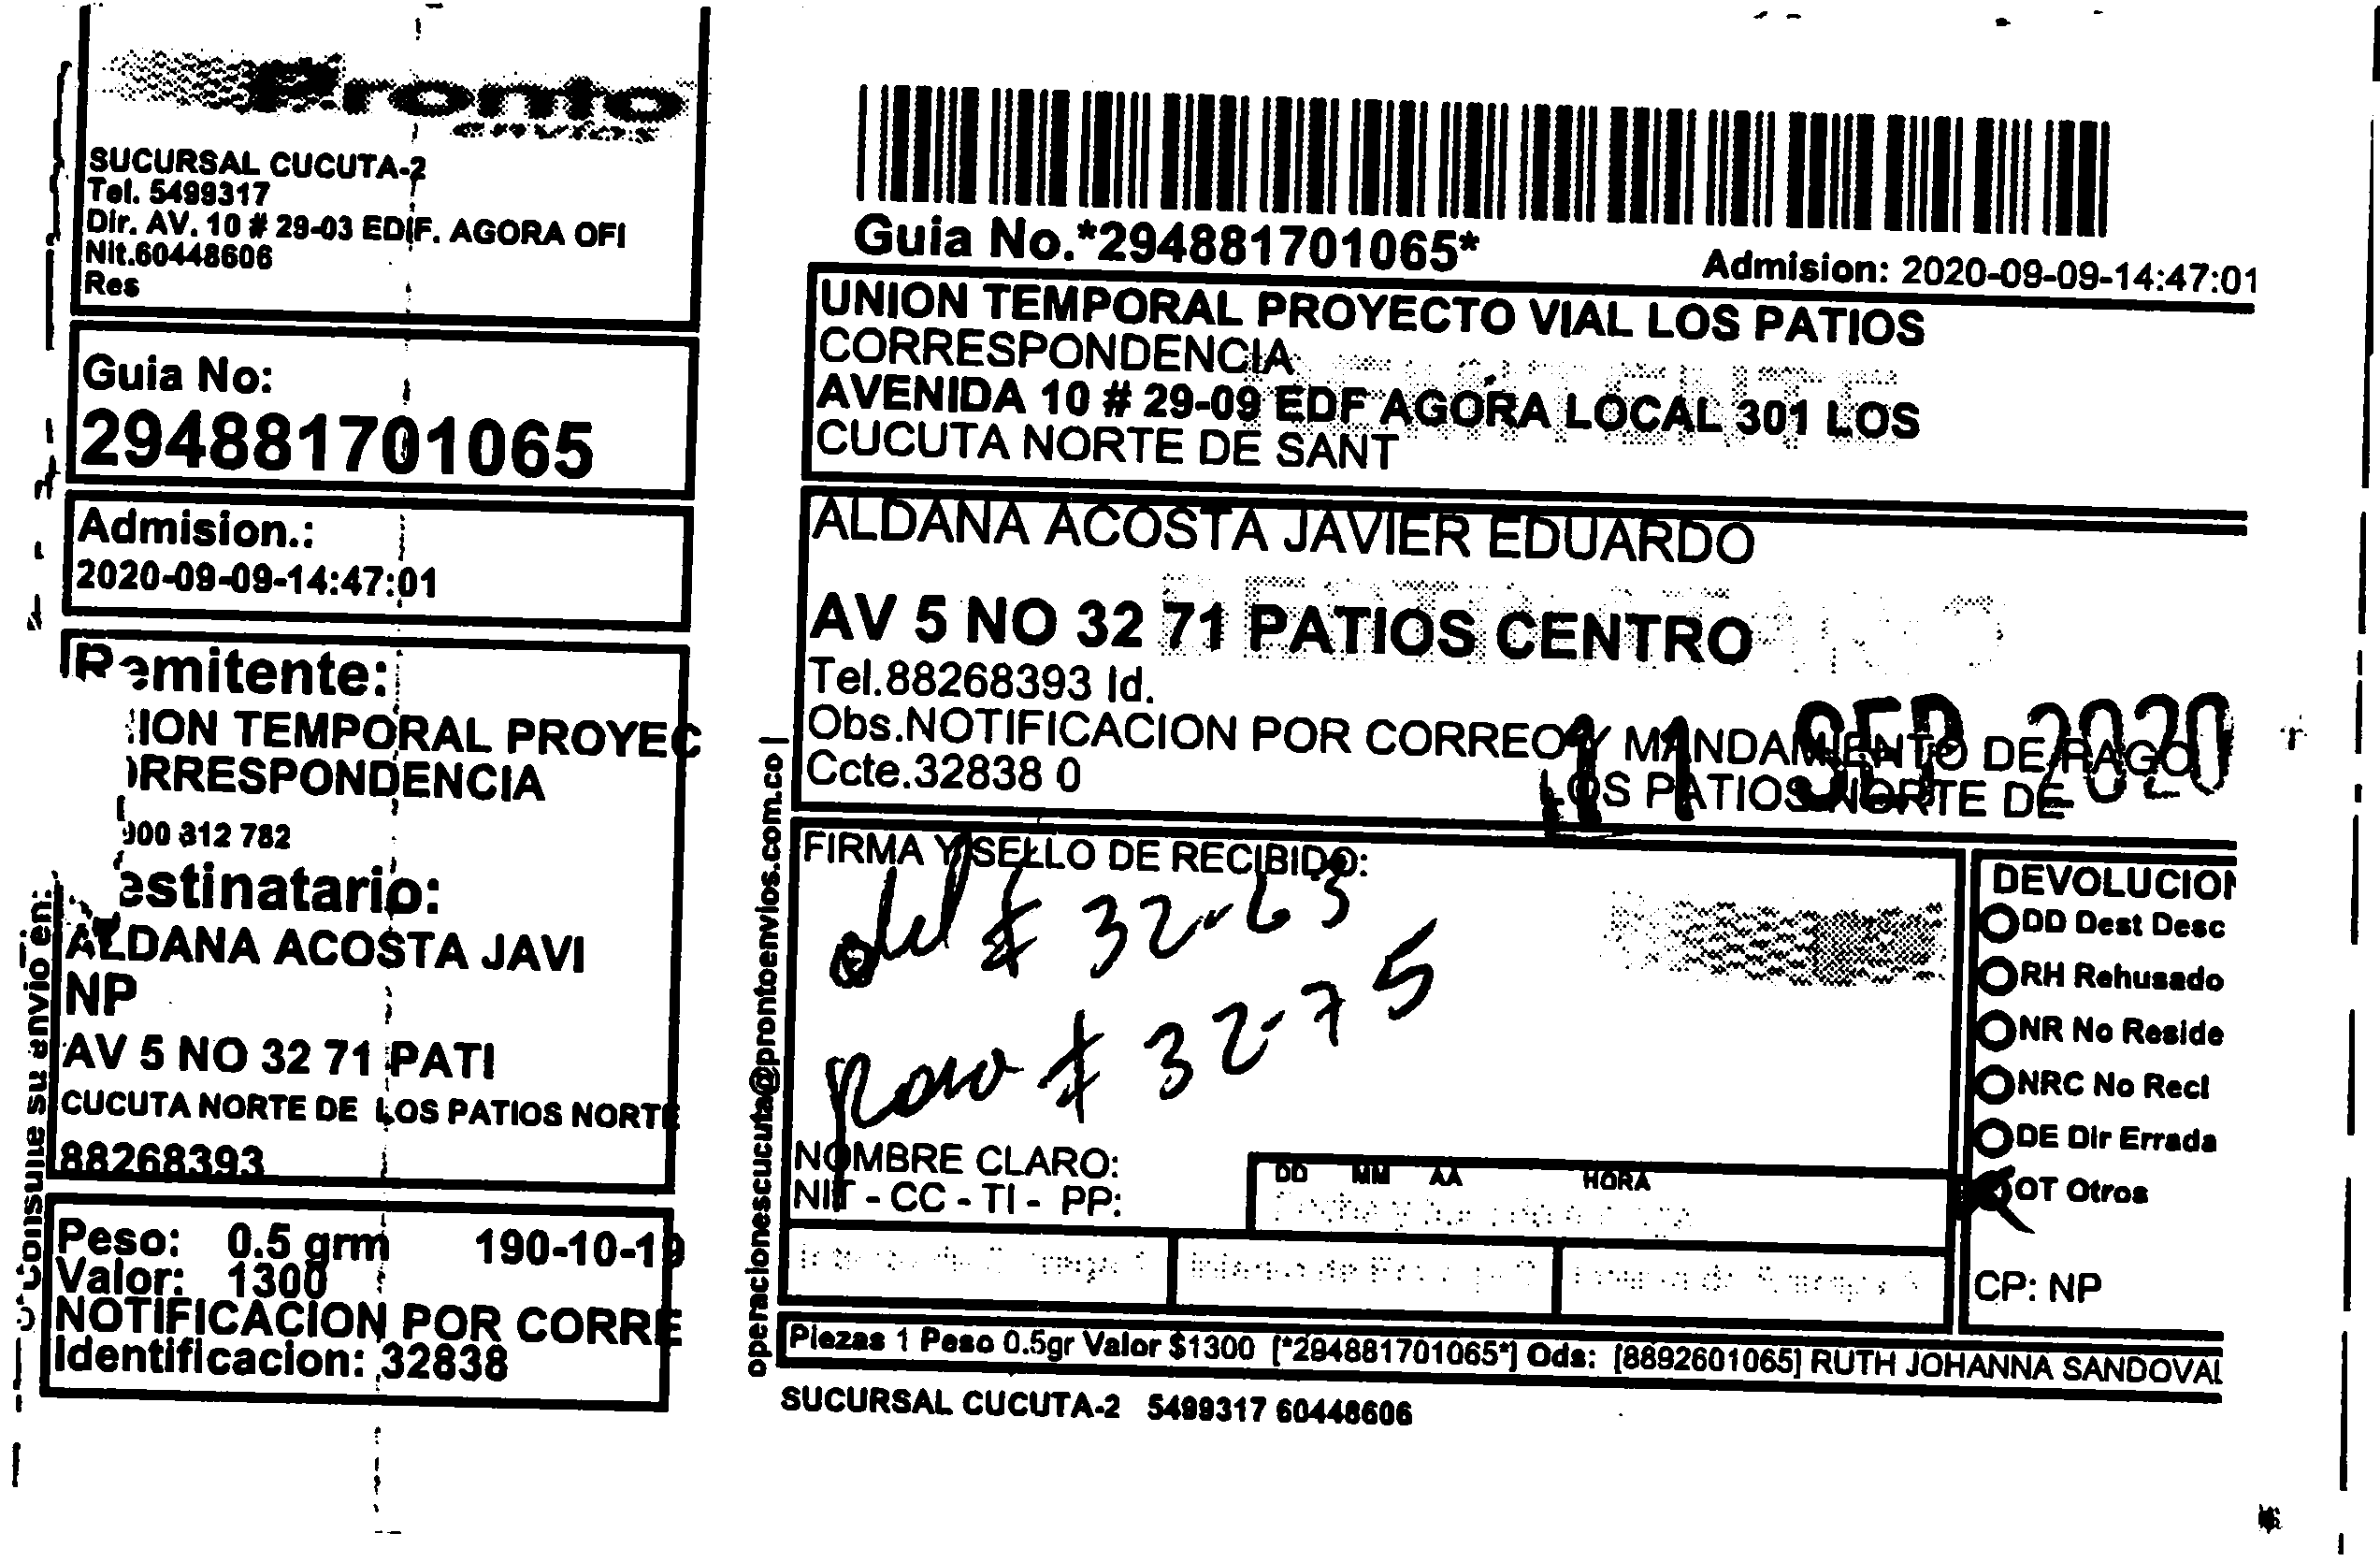 Pronto
envios
SUCURSAL CUCUTA-2
Tel. 5499317
Dir. AV. 10 # 29-03 EDIF. AGORA OFI
Nit.60448606
Res
Guia No:
294881701065
Admision.:
2020-09-09-14:47:01
Remitente:
ION TEMPORAL PROYEC
RRESPONDENCIA
900 312 782
estinatario:
ALDANA ACOSTA JAVI
NP
AV 5 NO 32 71 PATI
CUCUTA NORTE DE LOS PATIOS NORTE
88268393
Peso: 0.5 grm 190-10-19
Valor: 1300
NOTIFICACION POR CORRE
Identificacion: 32838
Consulte su envio en:
Guia No.*294881701065*
Admision: 2020-09-09-14:47:01
UNION TEMPORAL PROYECTO VIAL LOS PATIOS
CORRESPONDENCIA
REMITENTE
AVENIDA 10 # 29-09 EDF AGORA LOCAL 301 LOS
CUCUTA NORTE DE SANT
ALDANA ACOSTA JAVIER EDUARDO
DESTINATARIO
AV 5 NO 32 71 PATIOS CENTRO
Tel.88268393 Id.
Obs.NOTIFICACION POR CORREO Y MANDAMIENTO DE PAGO
11 SEP 2020
Ccte.32838 0
LOS PATIOS NORTE DE
operacionescucuta@prontoenvios.com.co |
FIRMA Y SELLO DE RECIBIDO:
del # 32-63
paso # 32-75
NOMBRE CLARO:
NIT - CC - TI - PP:
DD MM AA HORA
DEVOLUCION
DD Dest Desc
RH Rehusado
NR No Reside
NRC No Recl
DE Dir Errada
OT Otros
CP: NP
Piezas 1 Peso 0.5gr Valor $1300 [*294881701065*] Ods: [8892601065] RUTH JOHANNA SANDOVAL
SUCURSAL CUCUTA-2 5499317 60448606